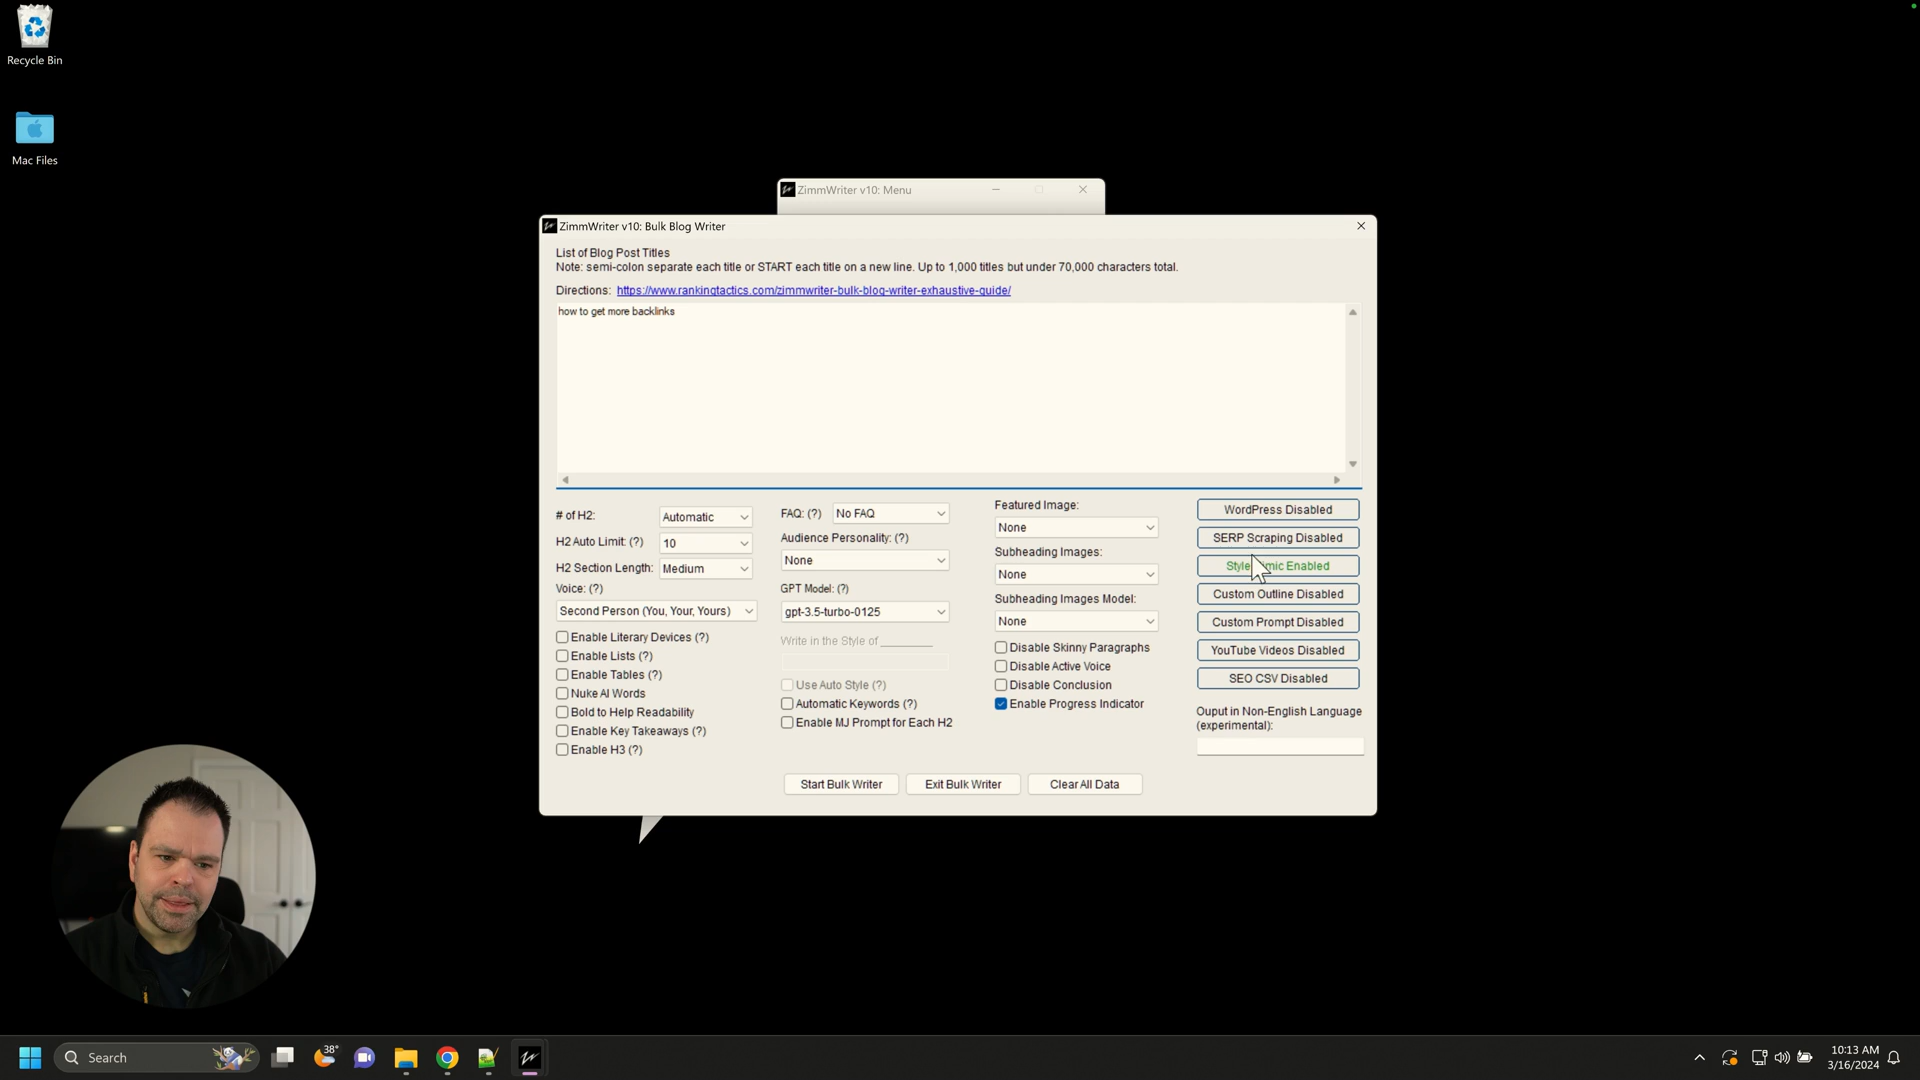 Recycle Bin
Mac Files
ZimmWriter v10: Menu
ZimmWriter v10: Bulk Blog Writer
List of Blog Post Titles
Note: semi-colon separate each title or START each title on a new line. Up to 1,000 titles but under 70,000 characters total.
Directions: https://www.rankingtactics.com/zimmwriter-bulk-blog-writer-exhaustive-guide/
how to get more backlinks
# of H2: Automatic
H2 Auto Limit: (?) 10
H2 Section Length: Medium
Voice: (?)
Second Person (You, Your, Yours)
Enable Literary Devices (?)
Enable Lists (?)
Enable Tables (?)
Nuke AI Words
Bold to Help Readability
Enable Key Takeaways (?)
Enable H3 (?)
FAQ: (?) No FAQ
Audience Personality: (?)
None
GPT Model: (?)
gpt-3.5-turbo-0125
Write in the Style of ________
Use Auto Style (?)
Automatic Keywords (?)
Enable MJ Prompt for Each H2
Featured Image:
None
Subheading Images:
None
Subheading Images Model:
None
Disable Skinny Paragraphs
Disable Active Voice
Disable Conclusion
Enable Progress Indicator
WordPress Disabled
SERP Scraping Disabled
Style Mimic Enabled
Custom Outline Disabled
Custom Prompt Disabled
YouTube Videos Disabled
SEO CSV Disabled
Ouput in Non-English Language
(experimental):
Start Bulk Writer
Exit Bulk Writer
Clear All Data
Search
38°
10:13 AM
3/16/2024